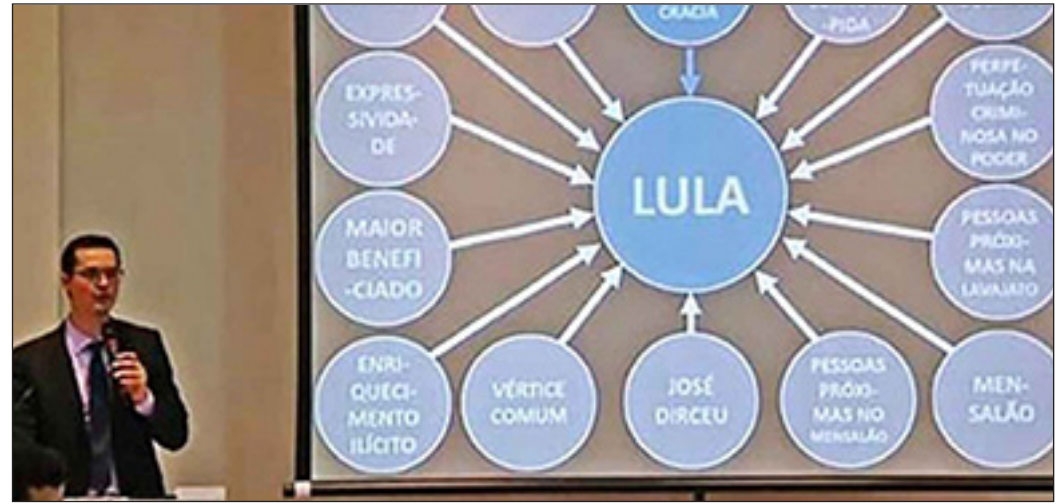 CRACIA
-PIDA
EXPRES-
SIVIDA-
DE
PERPE-
TUAÇÃO
CRIMI-
NOSA NO
PODER
LULA
MAIOR
BENEFI
-CIADO
PESSOAS
PRÓXI-
MAS NA
LAVAJATO
ENRI-
QUECI-
MENTO
ILÍCITO
VÉRTICE
COMUM
JOSÉ
DIRCEU
PESSOAS
PRÓXI-
MAS NO
MENSALÃO
MEN-
SALÃO